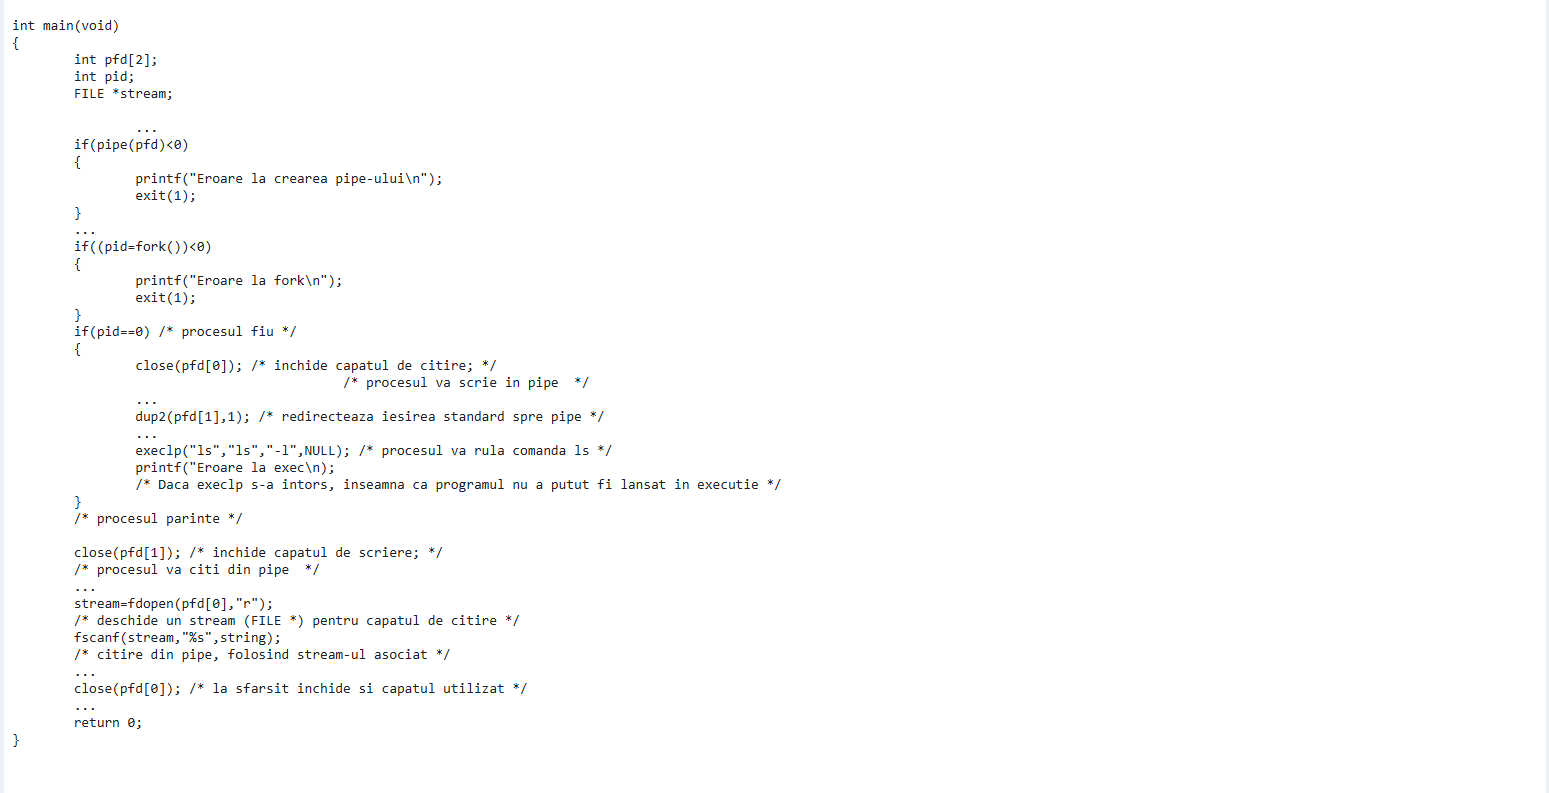 int main(void)
{
        int pfd[2];
        int pid;
        FILE *stream;

                ...
        if(pipe(pfd)<0)
        {
                printf("Eroare la crearea pipe-ului\n");
                exit(1);
        }
        ...
        if((pid=fork())<0)
        {
                printf("Eroare la fork\n");
                exit(1);
        }
        if(pid==0) /* procesul fiu */
        {
                close(pfd[0]); /* inchide capatul de citire; */
                                           /* procesul va scrie in pipe  */
                ...
                dup2(pfd[1],1); /* redirecteaza iesirea standard spre pipe */
                ...
                execlp("ls","ls","-l",NULL); /* procesul va rula comanda ls */
                printf("Eroare la exec\n);
                /* Daca execlp s-a intors, inseamna ca programul nu a putut fi lansat in executie */
        }
        /* procesul parinte */

        close(pfd[1]); /* inchide capatul de scriere; */
        /* procesul va citi din pipe  */
        ...
        stream=fdopen(pfd[0],"r");
        /* deschide un stream (FILE *) pentru capatul de citire */
        fscanf(stream,"%s",string);
        /* citire din pipe, folosind stream-ul asociat */
        ...
        close(pfd[0]); /* la sfarsit inchide si capatul utilizat */
        ...
        return 0;
}